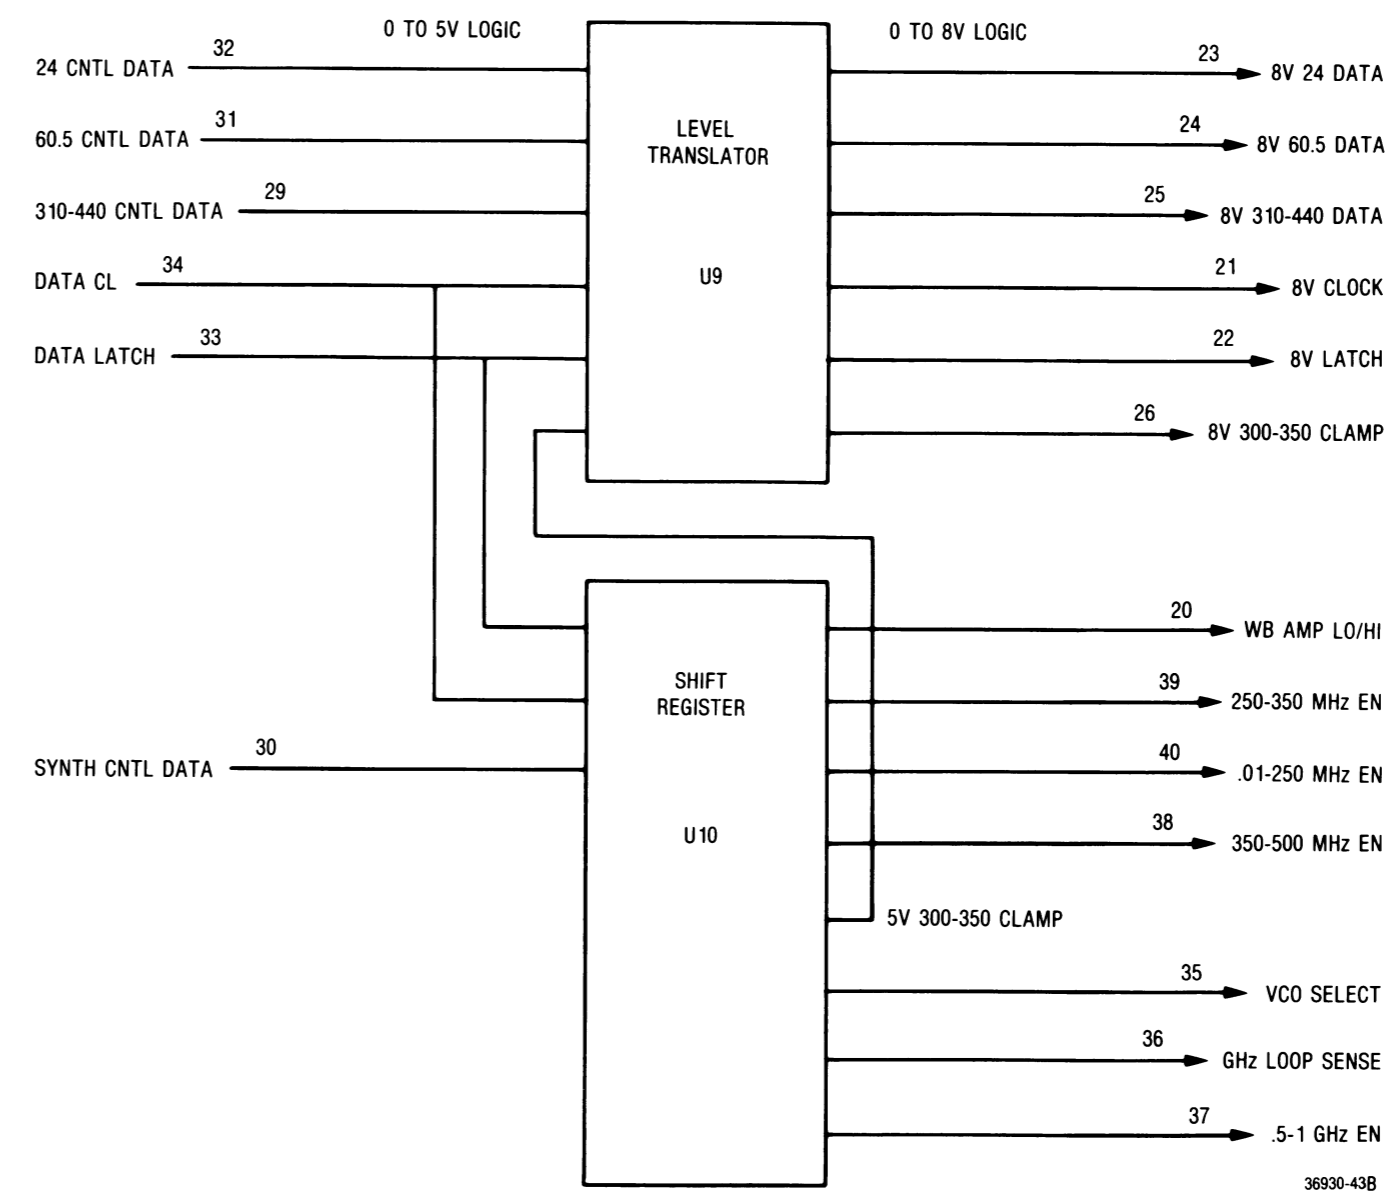 0 TO 5V LOGIC
0 TO 8V LOGIC
24 CNTL DATA
32
60.5 CNTL DATA
31
310-440 CNTL DATA
29
DATA CL
34
DATA LATCH
33
LEVEL
TRANSLATOR
U9
23
8V 24 DATA
24
8V 60.5 DATA
25
8V 310-440 DATA
21
8V CLOCK
22
8V LATCH
26
8V 300-350 CLAMP
SYNTH CNTL DATA
30
SHIFT
REGISTER
U10
20
WB AMP LO/HI
39
250-350 MHz EN
40
.01-250 MHz EN
38
350-500 MHz EN
5V 300-350 CLAMP
35
VCO SELECT
36
GHz LOOP SENSE
37
.5-1 GHz EN
36930-43B